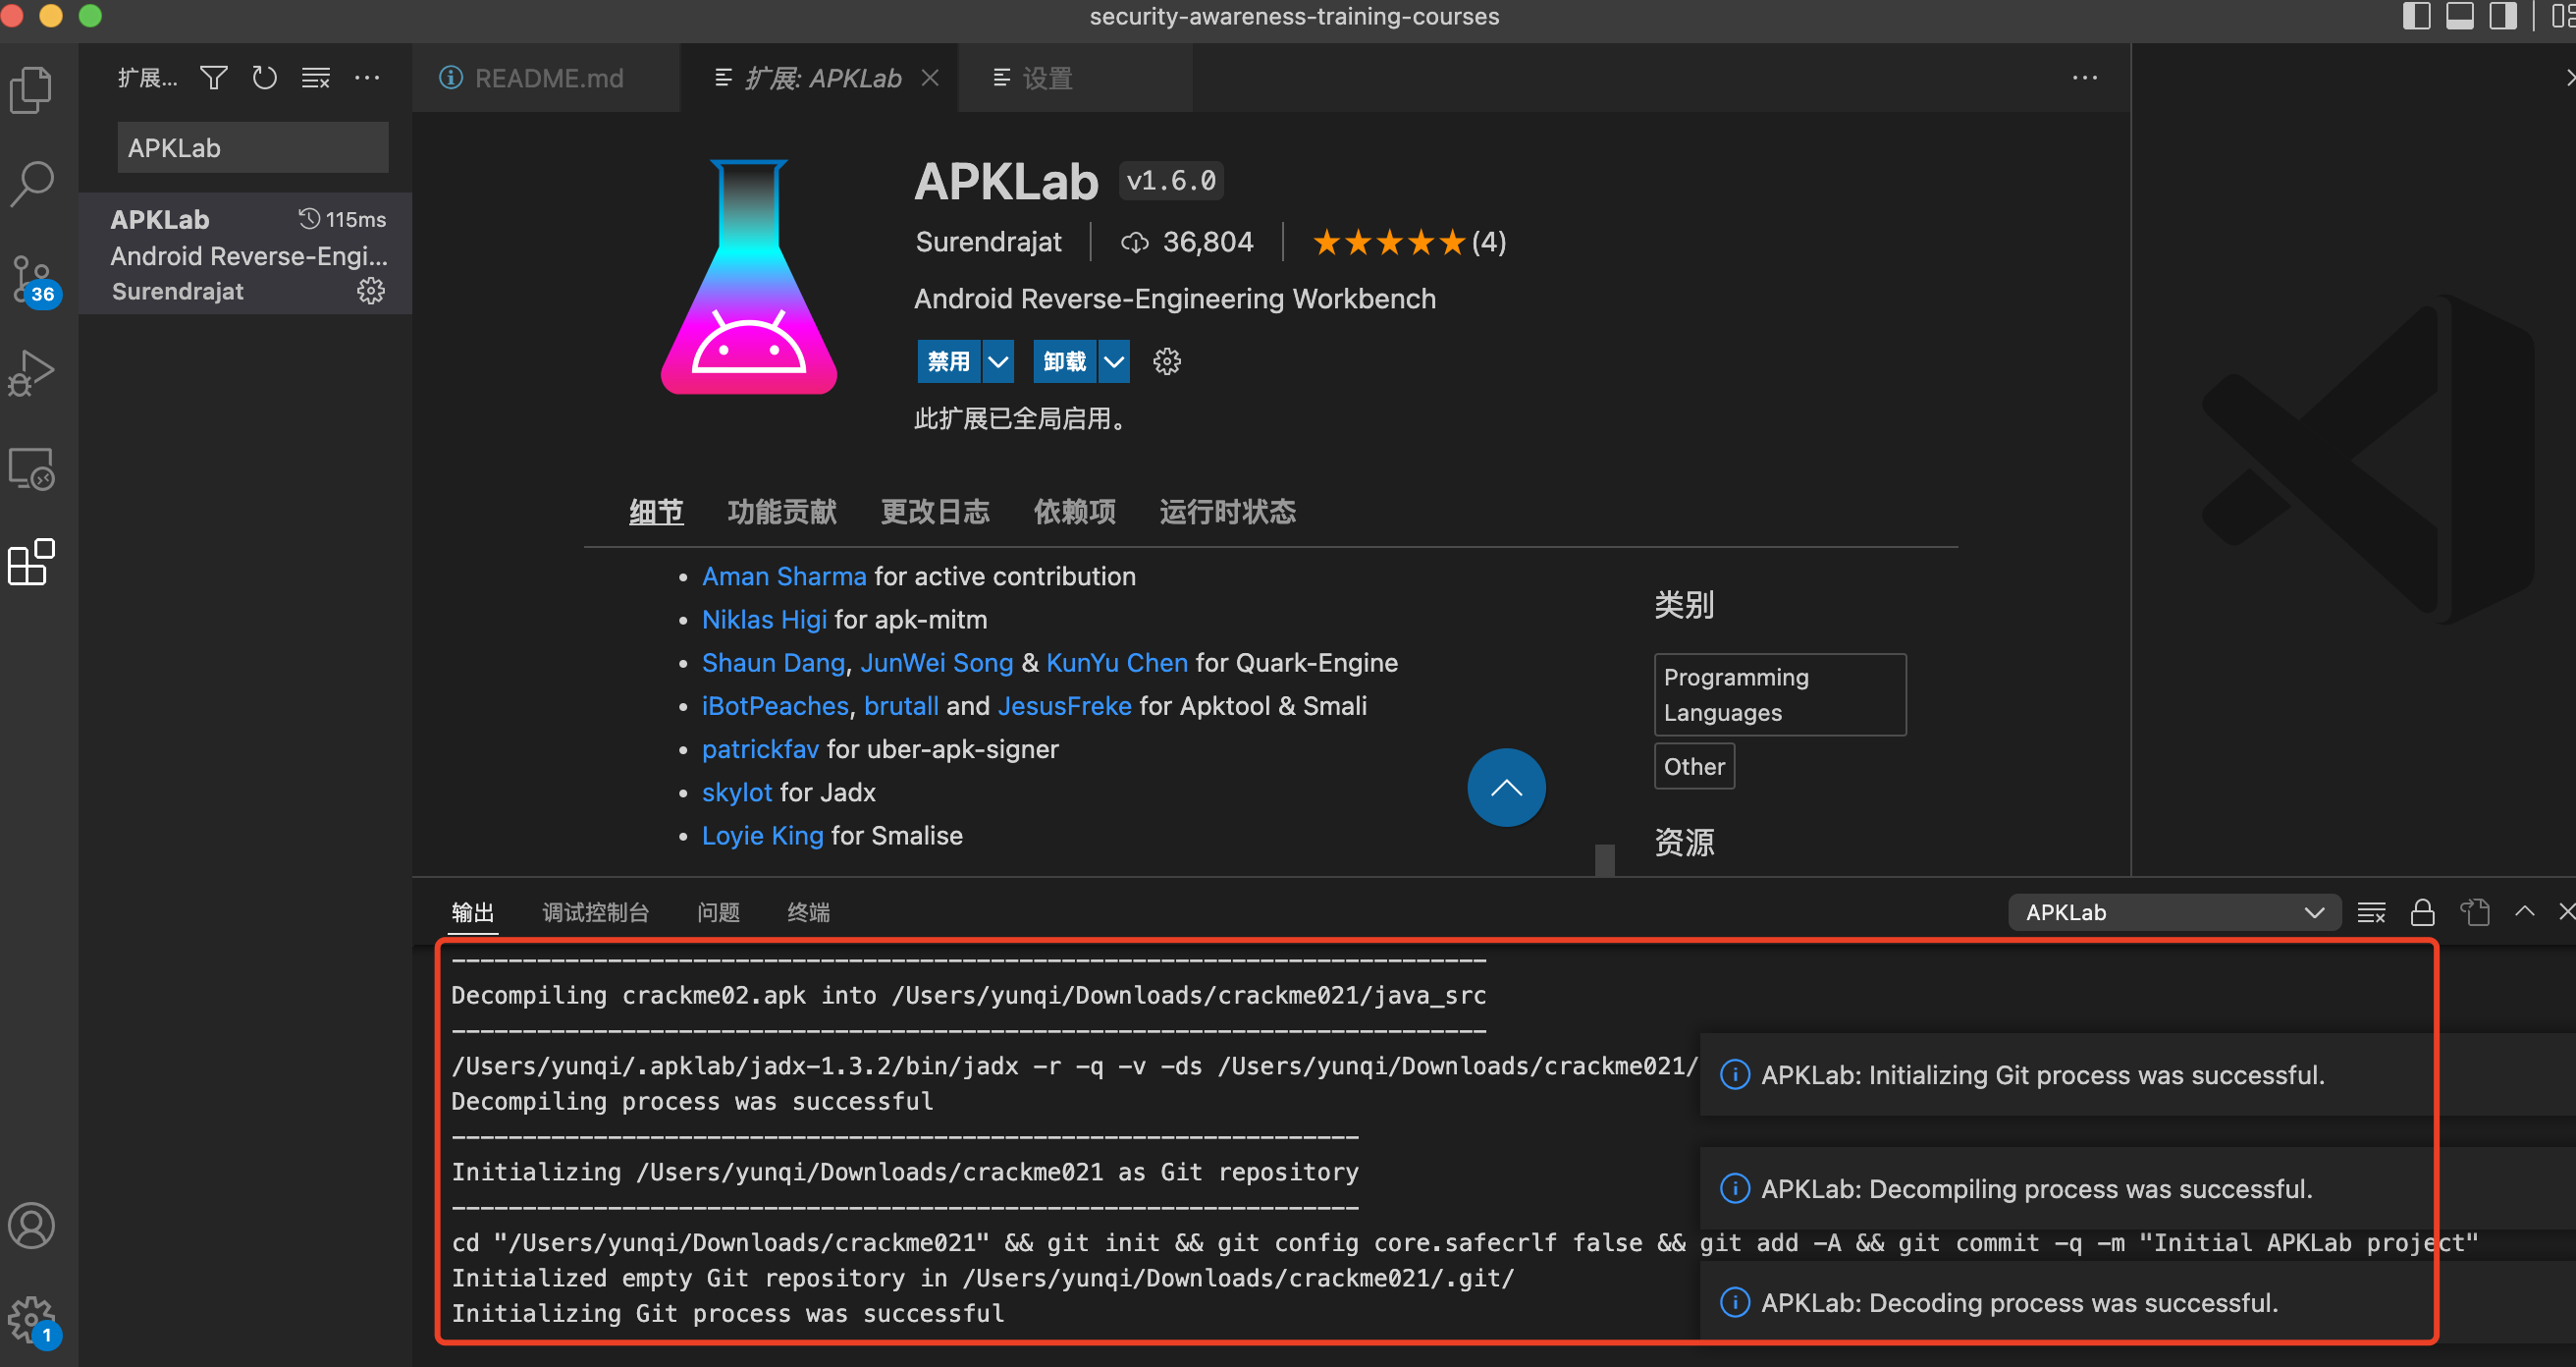 security-awareness-training-courses
扩展...
README.md
扩展: APKLab
设置
APKLab
APKLab
115ms
Android Reverse-Engi...
Surendrajat
36
APKLab
v1.6.0
Surendrajat
36,804
★★★★★(4)
Android Reverse-Engineering Workbench
禁用
卸载
此扩展已全局启用。
细节
功能贡献
更改日志
依赖项
运行时状态
• Aman Sharma for active contribution
• Niklas Higi for apk-mitm
• Shaun Dang, JunWei Song & KunYu Chen for Quark-Engine
• iBotPeaches, brutall and JesusFreke for Apktool & Smali
• patrickfav for uber-apk-signer
• skylot for Jadx
• Loyie King for Smalise
类别
Programming
Languages
Other
资源
输出
调试控制台
问题
终端
APKLab
------------------------------------------------------------------------
Decompiling crackme02.apk into /Users/yunqi/Downloads/crackme021/java_src
------------------------------------------------------------------------
/Users/yunqi/.apklab/jadx-1.3.2/bin/jadx -r -q -v -ds /Users/yunqi/Downloads/crackme021/
Decompiling process was successful
----------------------------------------------------------------
Initializing /Users/yunqi/Downloads/crackme021 as Git repository
----------------------------------------------------------------
cd "/Users/yunqi/Downloads/crackme021" && git init && git config core.safecrlf false && git add -A && git commit -q -m "Initial APKLab project"
Initialized empty Git repository in /Users/yunqi/Downloads/crackme021/.git/
Initializing Git process was successful
APKLab: Initializing Git process was successful.
APKLab: Decompiling process was successful.
APKLab: Decoding process was successful.
1